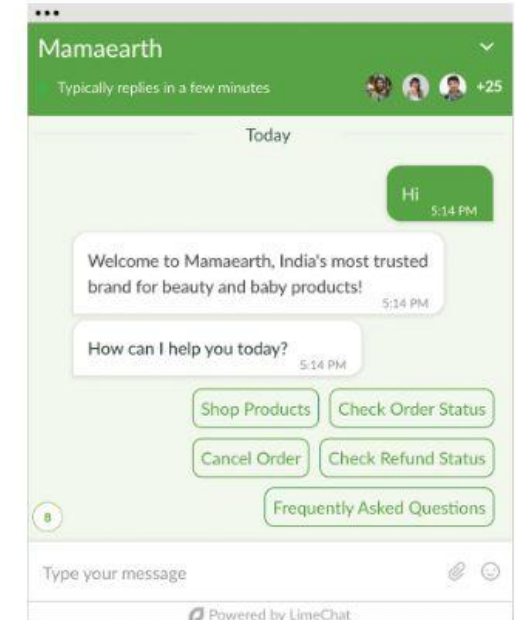 Mamaearth
Typically replies in a few minutes
+25
Today
Hi
5:14 PM
Welcome to Mamaearth, India's most trusted
brand for beauty and baby products!
5:14 PM
How can I help you today?
5:14 PM
Shop Products
Check Order Status
Cancel Order
Check Refund Status
Frequently Asked Questions
8
Type your message
Powered by LimeChat